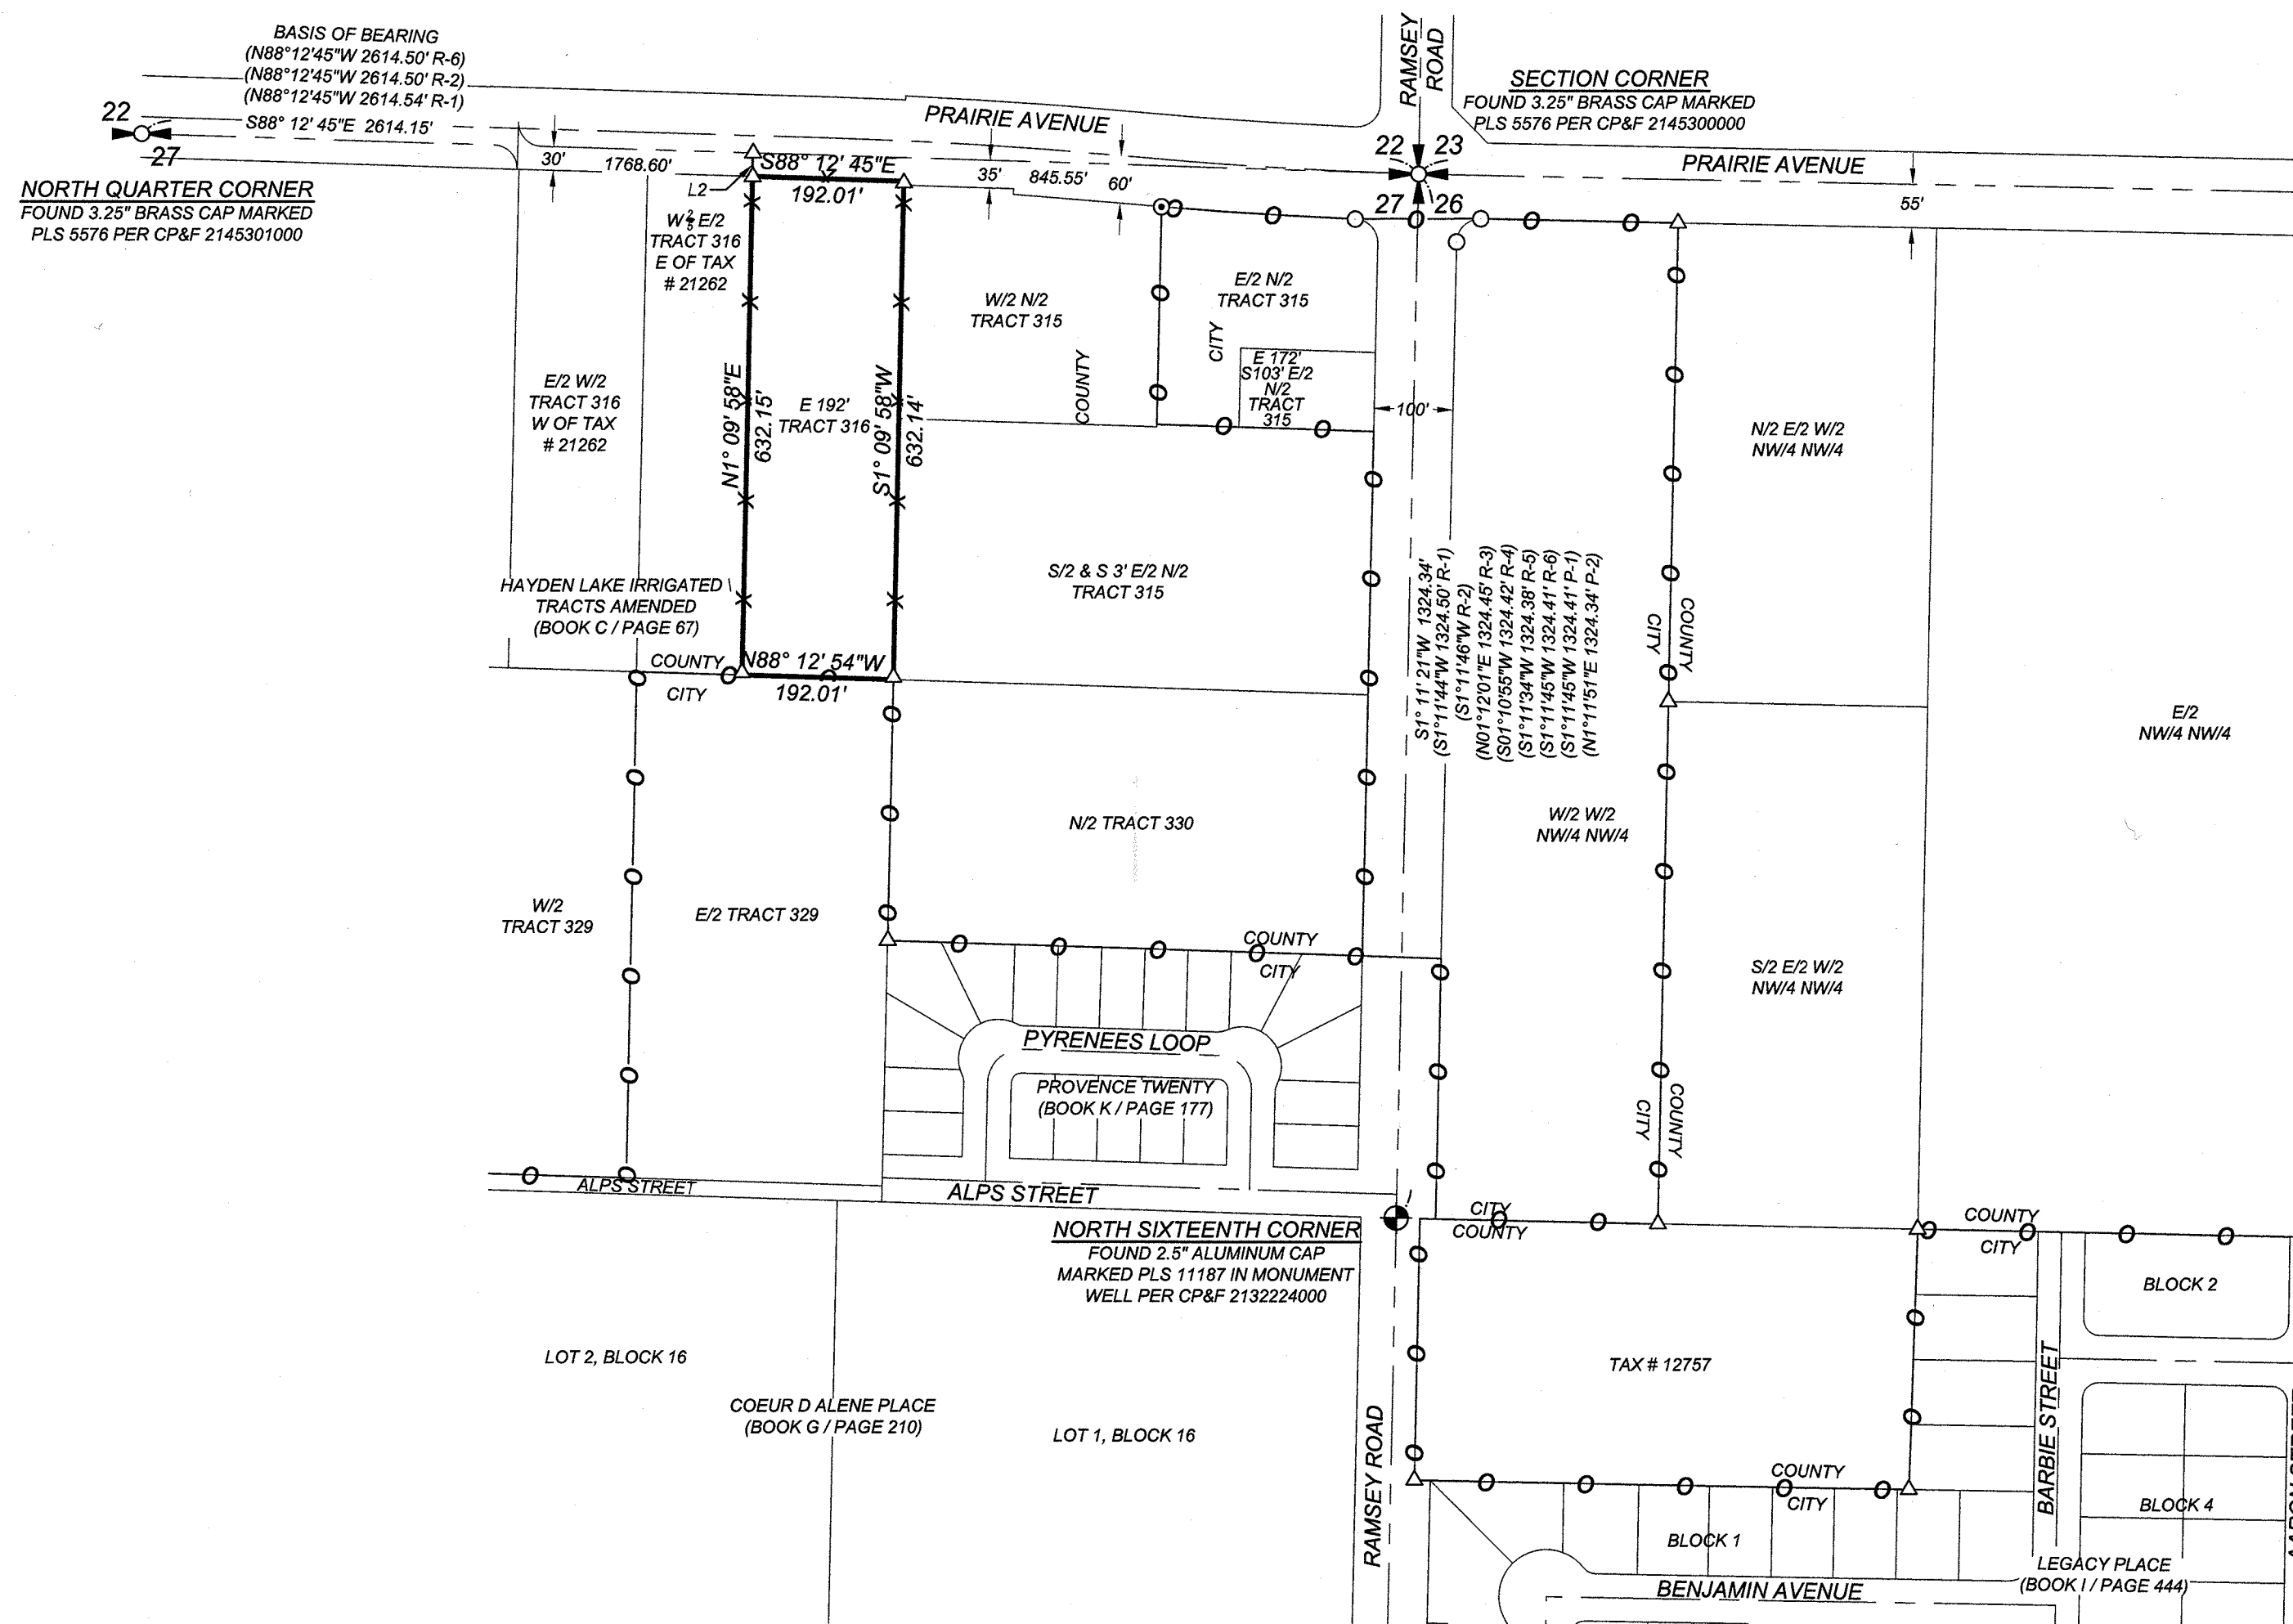 BASIS OF BEARING
(N88°12'45"W 2614.50' R-6)
(N88°12'45"W 2614.50' R-2)
(N88°12'45"W 2614.54' R-1)
S88° 12' 45"E 2614.15'
22
27
NORTH QUARTER CORNER
FOUND 3.25" BRASS CAP MARKED
PLS 5576 PER CP&F 2145301000
PRAIRIE AVENUE
RAMSEY
ROAD
SECTION CORNER
FOUND 3.25" BRASS CAP MARKED
PLS 5576 PER CP&F 2145300000
22 23
27 26
PRAIRIE AVENUE
30'
1768.60'
L2
S88° 12' 45"E
192.01'
35'
845.55'
60'
55'
W 2/5 E/2
TRACT 316
E OF TAX
# 21262
E/2 W/2
TRACT 316
W OF TAX
# 21262
N1° 09' 58"E
632.15'
E 192'
TRACT 316
S1° 09' 58"W
632.14'
W/2 N/2
TRACT 315
COUNTY
CITY
E/2 N/2
TRACT 315
E 172'
S103' E/2
N/2
TRACT
315
100'
N/2 E/2 W/2
NW/4 NW/4
HAYDEN LAKE IRRIGATED
TRACTS AMENDED
(BOOK C / PAGE 67)
S/2 & S 3' E/2 N/2
TRACT 315
S1° 11' 21"W 1324.34'
(S1°11'44"W 1324.50' R-1)
(S1°11'46"W R-2)
(N01°12'01"E 1324.45' R-3)
(S01°10'55"W 1324.42' R-4)
(S1°11'34"W 1324.38' R-5)
(S1°11'45"W 1324.41' R-6)
(S1°11'45"W 1324.41' P-1)
(N1°11'51"E 1324.34' P-2)
CITY
COUNTY
COUNTY
CITY
N88° 12' 54"W
192.01'
E/2
NW/4 NW/4
N/2 TRACT 330
W/2 W/2
NW/4 NW/4
W/2
TRACT 329
E/2 TRACT 329
COUNTY
CITY
S/2 E/2 W/2
NW/4 NW/4
PYRENEES LOOP
PROVENCE TWENTY
(BOOK K / PAGE 177)
CITY
COUNTY
ALPS STREET
ALPS STREET
NORTH SIXTEENTH CORNER
FOUND 2.5" ALUMINUM CAP
MARKED PLS 11187 IN MONUMENT
WELL PER CP&F 2132224000
CITY
COUNTY
COUNTY
CITY
BLOCK 2
LOT 2, BLOCK 16
TAX # 12757
COEUR D ALENE PLACE
(BOOK G / PAGE 210)
LOT 1, BLOCK 16
RAMSEY ROAD
BARBIE STREET
COUNTY
CITY
BLOCK 4
BLOCK 1
LEGACY PLACE
(BOOK I / PAGE 444)
BENJAMIN AVENUE